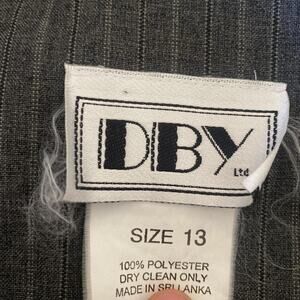 DBY
Ltd
SIZE 13
100% POLYESTER
DRY CLEAN ONLY
MADE IN SRI LANKA